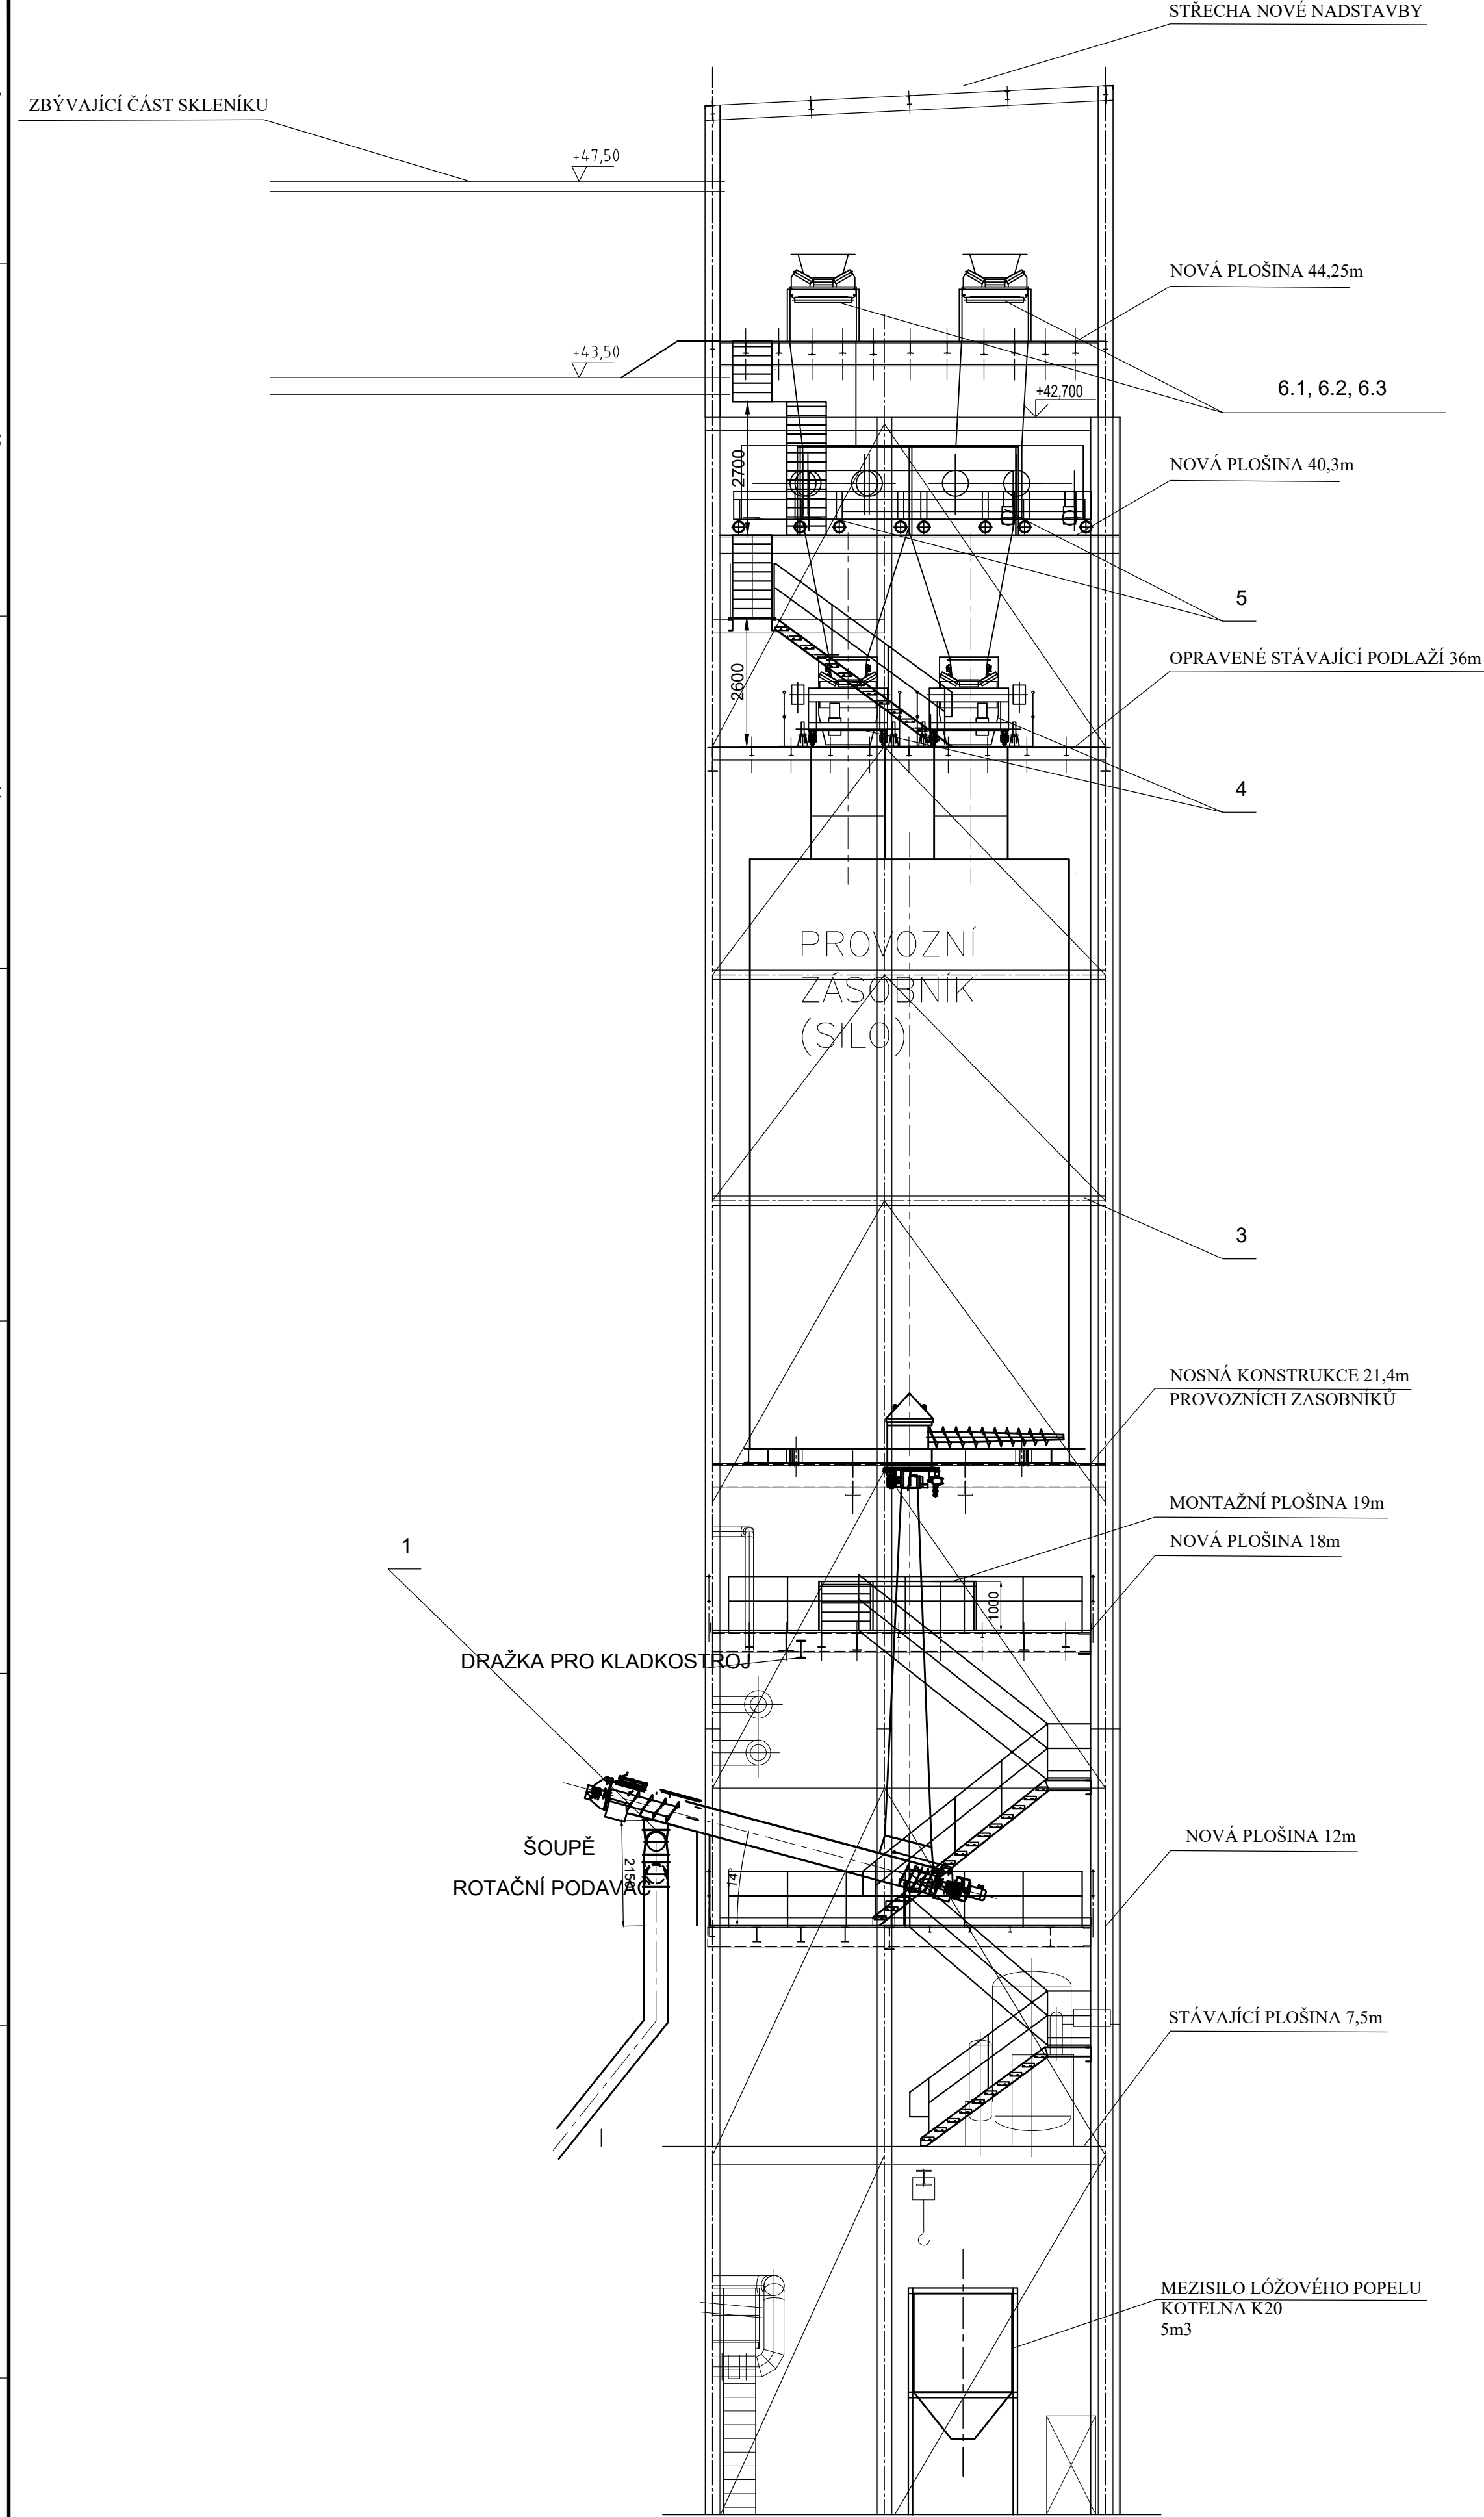 STŘECHA NOVÉ NADSTAVBY
ZBÝVAJÍCÍ ČÁST SKLENÍKU
+47,50
NOVÁ PLOŠINA 44,25m
+43,50
6.1, 6.2, 6.3
+42,700
2700
NOVÁ PLOŠINA 40,3m
5
OPRAVENÉ STÁVAJÍCÍ PODLAŽÍ 36m
2600
4
PROVOZNÍ
ZÁSOBNÍK
(SILO)
3
NOSNÁ KONSTRUKCE 21,4m
PROVOZNÍCH ZASOBNÍKŮ
MONTAŽNÍ PLOŠINA 19m
1
NOVÁ PLOŠINA 18m
1000
DRAŽKA PRO KLADKOSTROJ
NOVÁ PLOŠINA 12m
ŠOUPĚ
2150
14°
ROTAČNÍ PODAVAČ
STÁVAJÍCÍ PLOŠINA 7,5m
MEZISILO LÓŽOVÉHO POPELU
KOTELNA K20
5m3